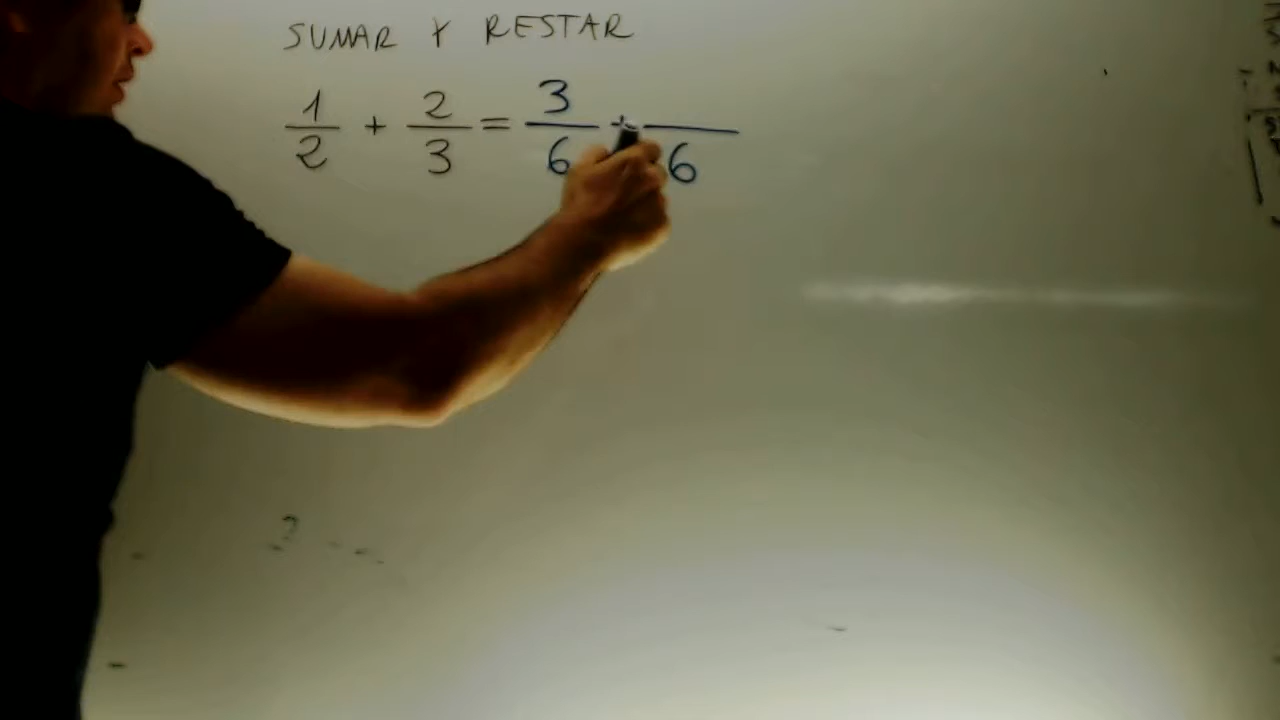 SUMAR Y RESTAR
1/2 + 2/3 = 3/6 + /6